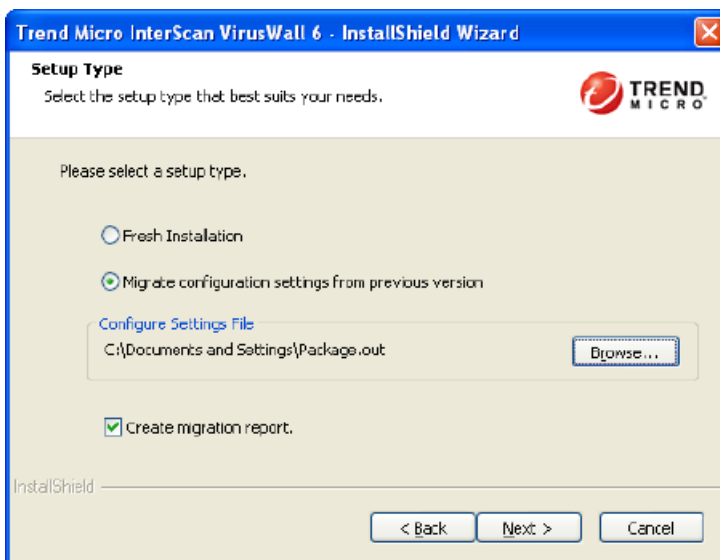 Trend Micro InterScan VirusWall 6 - InstallShield Wizard
Setup Type
Select the setup type that best suits your needs.
TREND
MICRO
Please select a setup type.
Fresh Installation
Migrate configuration settings from previous version
Configure Settings File
C:\Documents and Settings\Package.out
Browse...
Create migration report.
InstallShield
< Back
Next >
Cancel